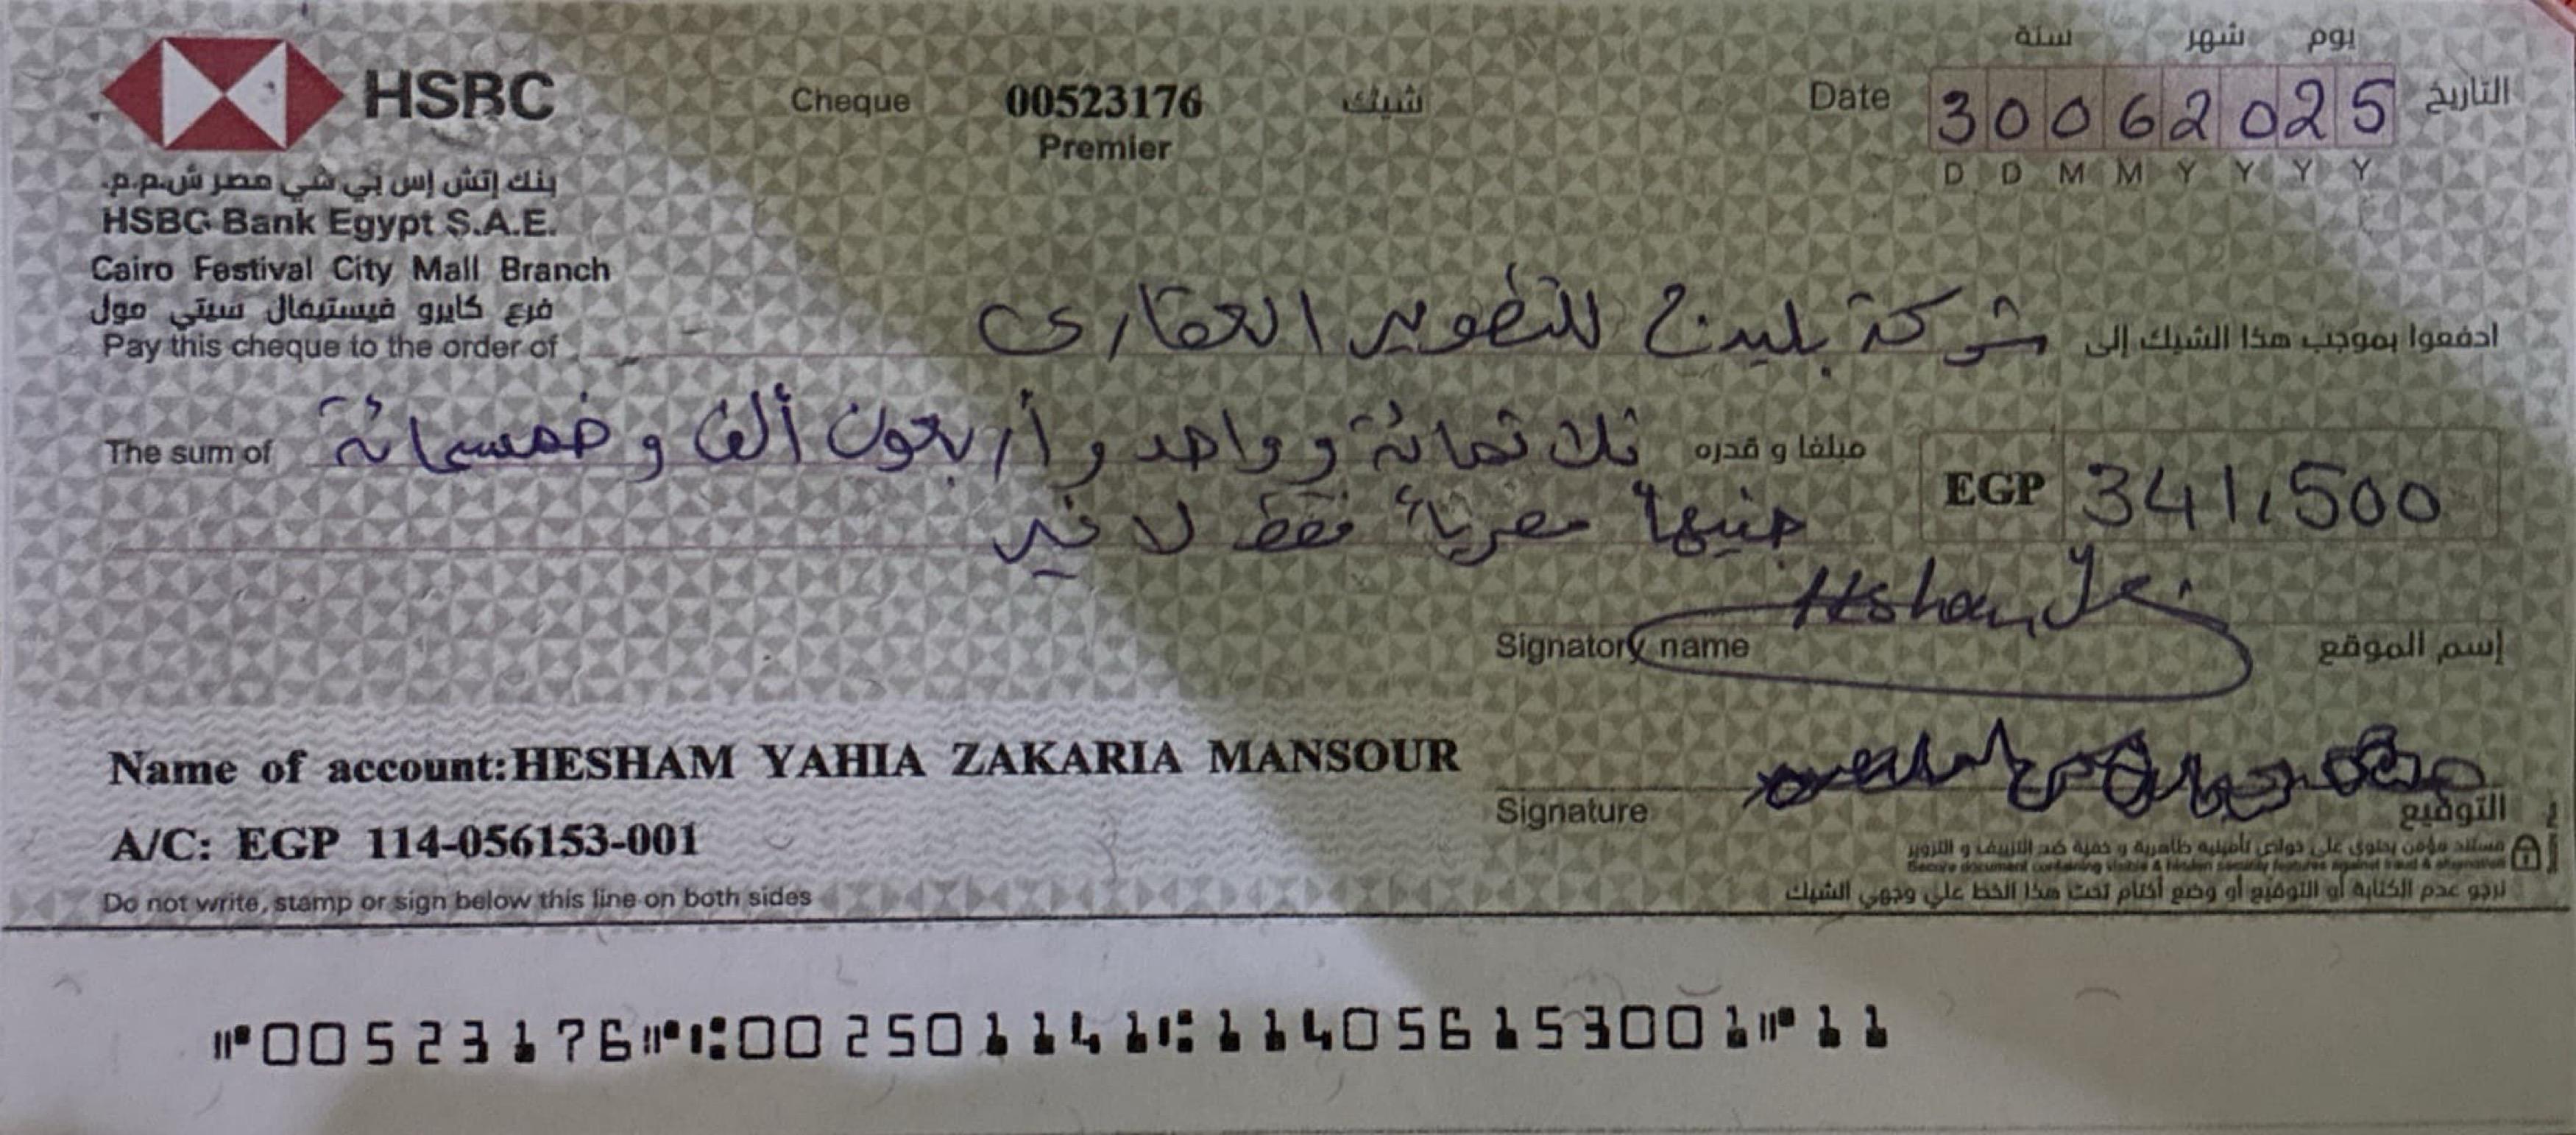 HSBC
بنك إتش إس بي سي مصر ش.م.م.
HSBC Bank Egypt S.A.E.
Cairo Festival City Mall Branch
فرع كايرو فيستيفال سيتي مول
Cheque 00523176 شيك
Premier
يوم شهر سنة
Date 30062025 التاريخ
D D M M Y Y Y Y
Pay this cheque to the order of شركة بليدج للتطوير العقارى ادفعوا بموجب هذا الشيك إلى
The sum of مبلغا و قدره ثلاثمائة وواحد وأربعون ألف وخمسمائة
جنيهاً مصرياً فقط لا غير
EGP 341,500
Hesham
Signatory name إسم الموقع
Name of account:HESHAM YAHIA ZAKARIA MANSOUR
Signature التوقيع
A/C: EGP 114-056153-001
مستند مؤمن يحتوى على خواص تأمينيه ظاهرية و خفية ضد التزييف و التزوير
Secure document containing visible & hidden security features against fraud & alteration
Do not write, stamp or sign below this line on both sides
نرجو عدم الكتابة أو التوقيع أو وضع أختام تحت هذا الخط علي وجهي الشيك
⑈00523176⑈⑆002501141⑆114056153001⑈11